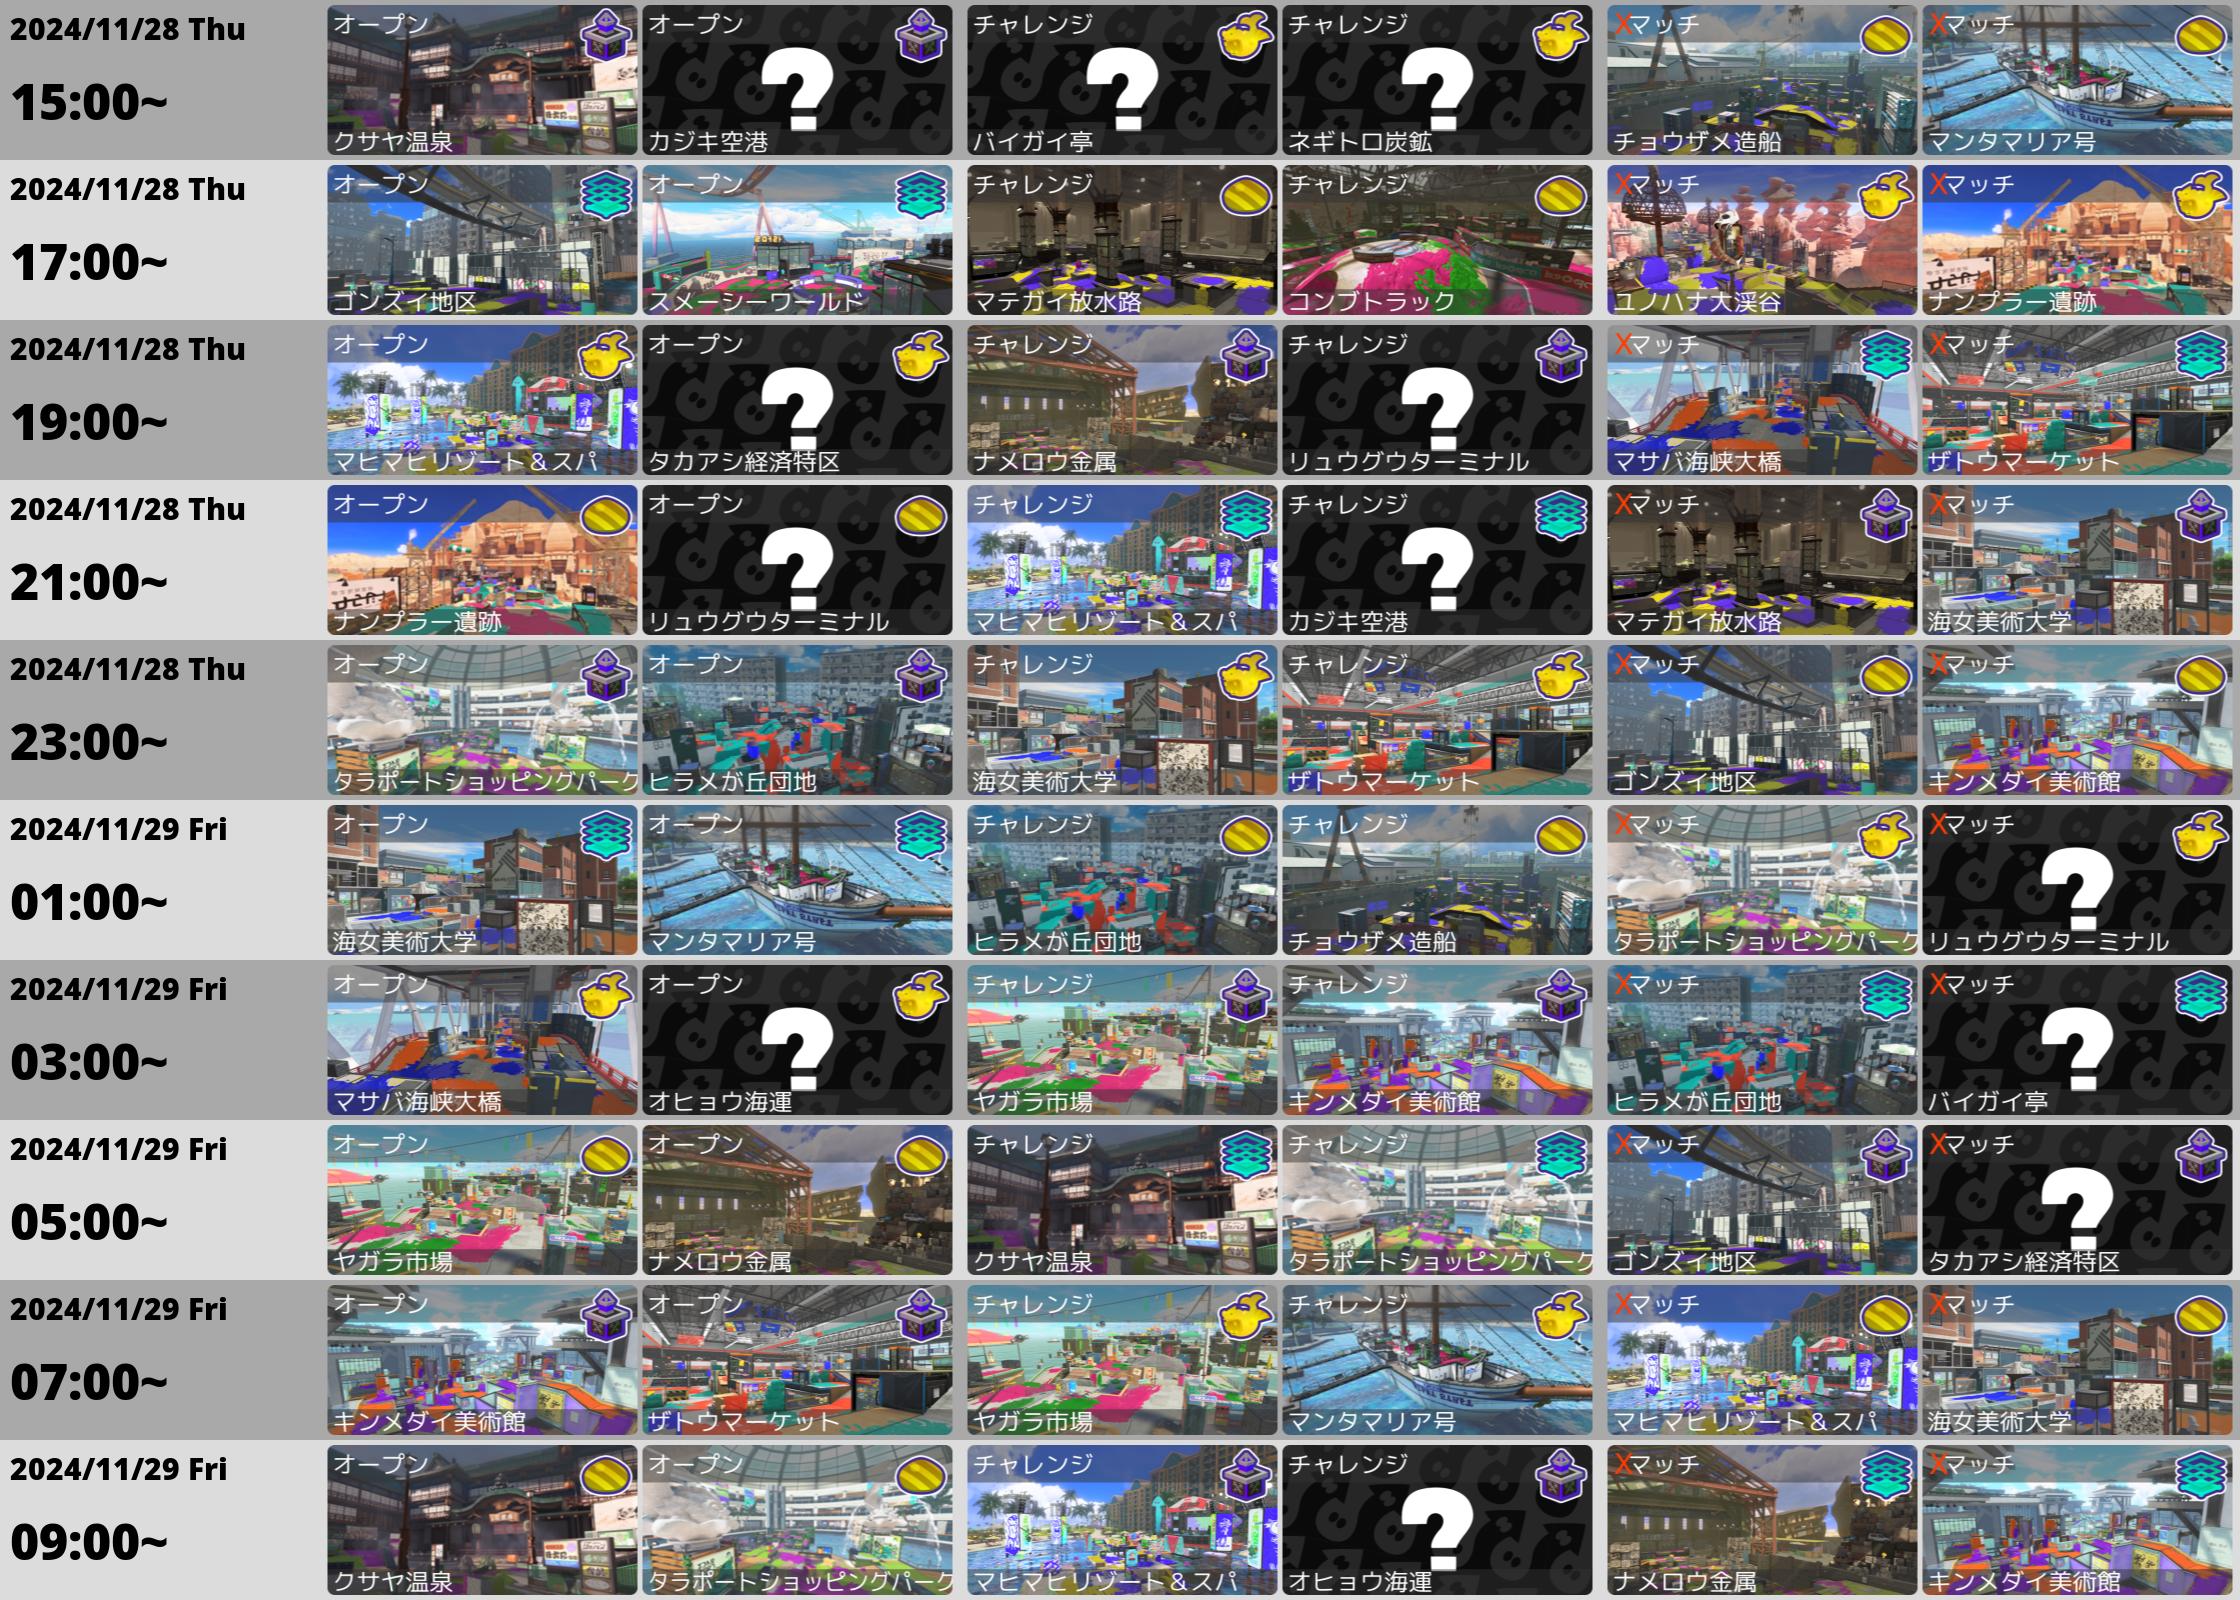 2024/11/28 Thu
15:00~
オープン
クサヤ温泉
オープン
カジキ空港
チャレンジ
バイガイ亭
チャレンジ
ネギトロ炭鉱
Xマッチ
チョウザメ造船
Xマッチ
マンタマリア号
2024/11/28 Thu
17:00~
オープン
ゴンズイ地区
オープン
スメーシーワールド
チャレンジ
マテガイ放水路
チャレンジ
コンブトラック
Xマッチ
ユノハナ大渓谷
Xマッチ
ナンプラー遺跡
2024/11/28 Thu
19:00~
オープン
マヒマヒリゾート＆スパ
オープン
タカアシ経済特区
チャレンジ
ナメロウ金属
チャレンジ
リュウグウターミナル
Xマッチ
マサバ海峡大橋
Xマッチ
ザトウマーケット
2024/11/28 Thu
21:00~
オープン
ナンプラー遺跡
オープン
リュウグウターミナル
チャレンジ
マヒマヒリゾート＆スパ
チャレンジ
カジキ空港
Xマッチ
マテガイ放水路
Xマッチ
海女美術大学
2024/11/28 Thu
23:00~
オープン
タラポートショッピングパーク
オープン
ヒラメが丘団地
チャレンジ
海女美術大学
チャレンジ
ザトウマーケット
Xマッチ
ゴンズイ地区
Xマッチ
キンメダイ美術館
2024/11/29 Fri
01:00~
オープン
海女美術大学
オープン
マンタマリア号
チャレンジ
ヒラメが丘団地
チャレンジ
チョウザメ造船
Xマッチ
タラポートショッピングパーク
Xマッチ
リュウグウターミナル
2024/11/29 Fri
03:00~
オープン
マサバ海峡大橋
オープン
オヒョウ海運
チャレンジ
ヤガラ市場
チャレンジ
キンメダイ美術館
Xマッチ
ヒラメが丘団地
Xマッチ
バイガイ亭
2024/11/29 Fri
05:00~
オープン
ヤガラ市場
オープン
ナメロウ金属
チャレンジ
クサヤ温泉
チャレンジ
タラポートショッピングパーク
Xマッチ
ゴンズイ地区
Xマッチ
タカアシ経済特区
2024/11/29 Fri
07:00~
オープン
キンメダイ美術館
オープン
ザトウマーケット
チャレンジ
ヤガラ市場
チャレンジ
マンタマリア号
Xマッチ
マヒマヒリゾート＆スパ
Xマッチ
海女美術大学
2024/11/29 Fri
09:00~
オープン
クサヤ温泉
オープン
タラポートショッピングパーク
チャレンジ
マヒマヒリゾート＆スパ
チャレンジ
オヒョウ海運
Xマッチ
ナメロウ金属
Xマッチ
キンメダイ美術館